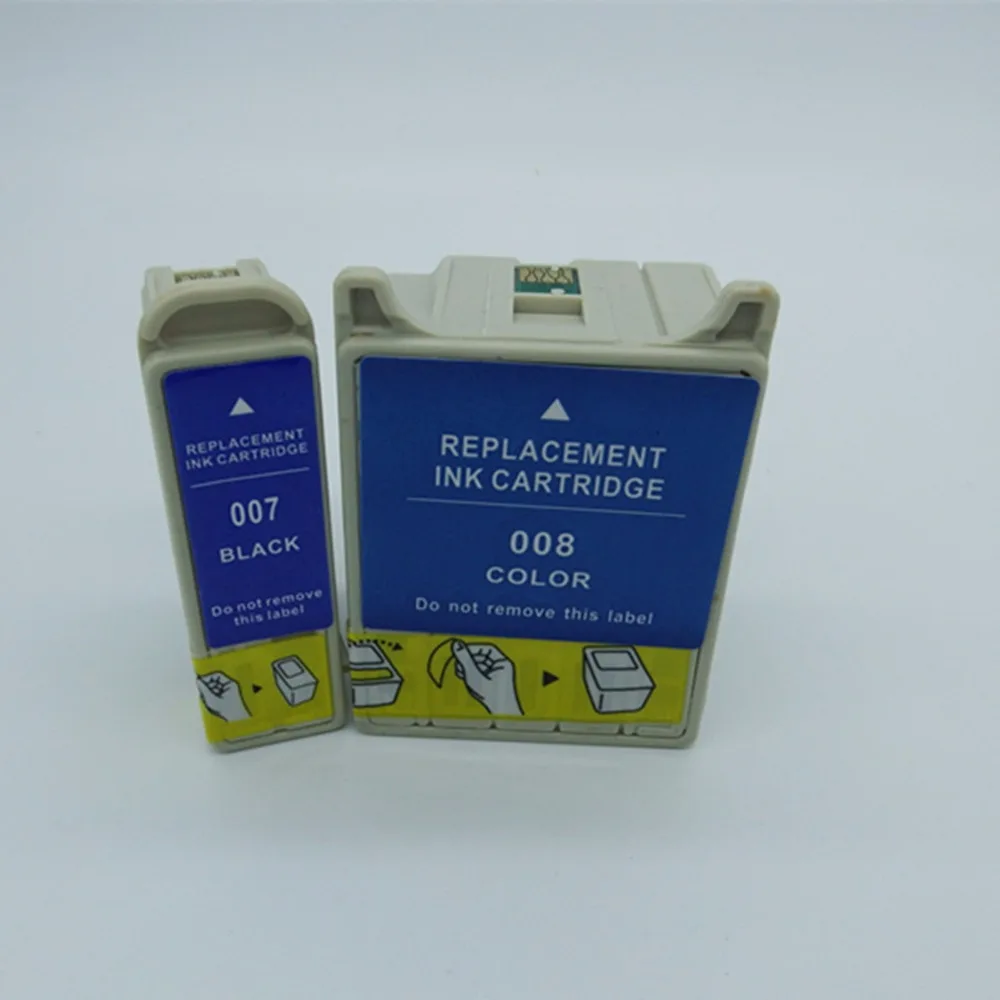 REPLACEMENT
INK CARTRIDGE
007
BLACK
Do not remove
this label
REPLACEMENT
INK CARTRIDGE
008
COLOR
Do not remove this label